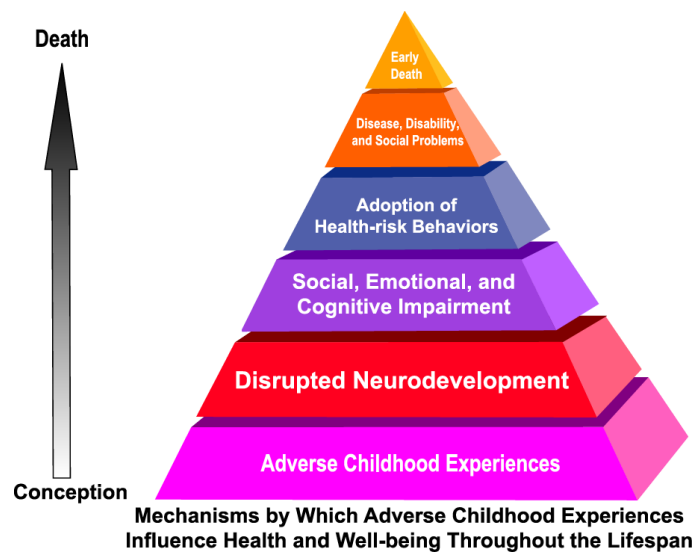 Death
Early
Death
Disease, Disability,
and Social Problems
Adoption of
Health-risk Behaviors
Social, Emotional, and
Cognitive Impairment
Disrupted Neurodevelopment
Adverse Childhood Experiences
Conception
Mechanisms by Which Adverse Childhood Experiences
Influence Health and Well-being Throughout the Lifespan